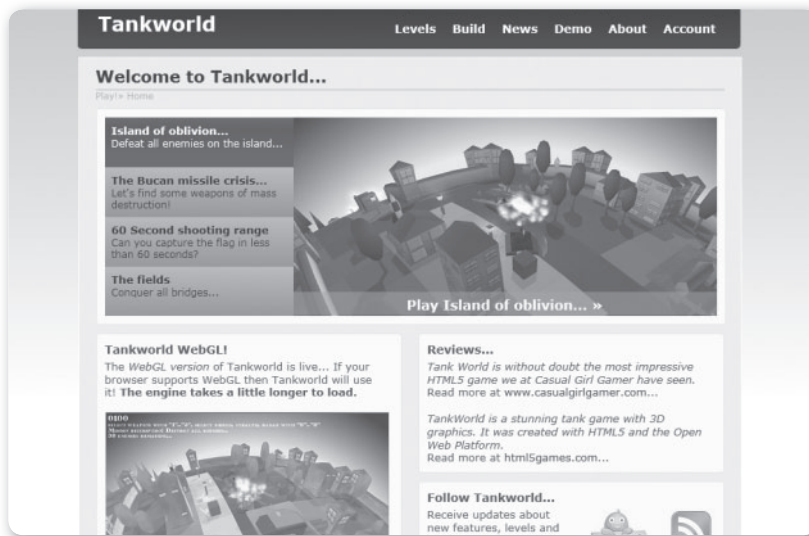 Tankworld
Levels Build News Demo About Account
Welcome to Tankworld...
Play!» Home
Island of oblivion...
Defeat all enemies on the island...
The Bucan missile crisis...
Let's find some weapons of mass
destruction!
60 Second shooting range
Can you capture the flag in less
than 60 seconds?
The fields
Conquer all bridges...
Play Island of oblivion... »
Tankworld WebGL!
The WebGL version of Tankworld is live... If your
browser supports WebGL then Tankworld will use
it! The engine takes a little longer to load.
0100
Reviews...
Tank World is without doubt the most impressive
HTML5 game we at Casual Girl Gamer have seen.
Read more at www.casualgirlgamer.com...
TankWorld is a stunning tank game with 3D
graphics. It was created with HTML5 and the Open
Web Platform.
Read more at html5games.com...
Follow Tankworld...
Receive updates about
new features, levels and